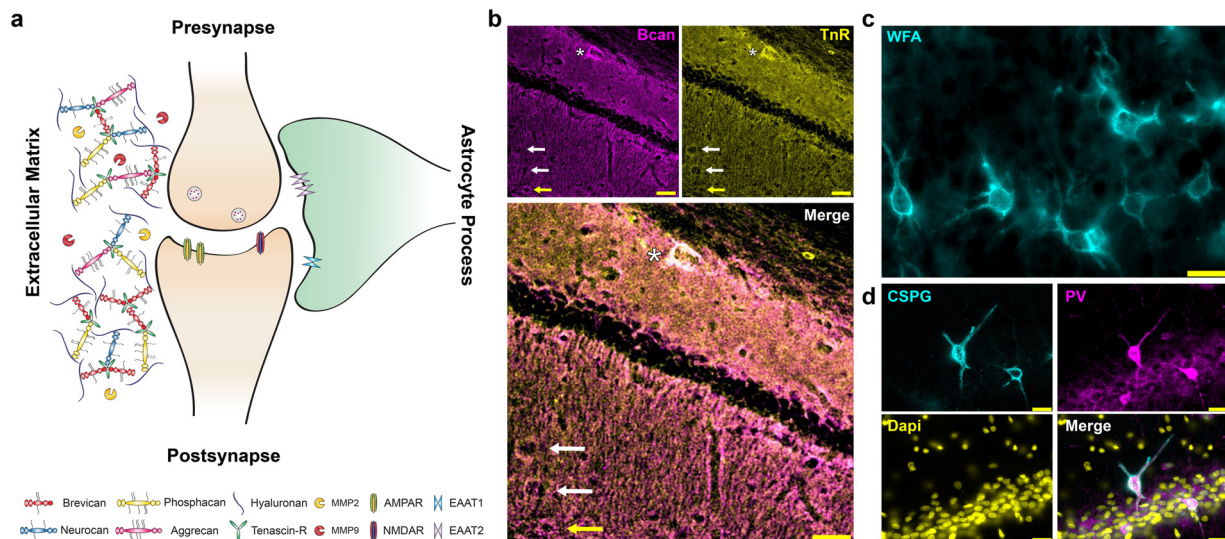 a
Presynapse
Extracellular Matrix
Astrocyte Process
Postsynapse
Brevican
Phosphacan
Hyaluronan
MMP2
AMPAR
EAAT1
Neurocan
Aggrecan
Tenascin-R
MMP9
NMDAR
EAAT2
b
Bcan
*
TnR
*
Merge
*
c
WFA
d
CSPG
PV
Dapi
Merge